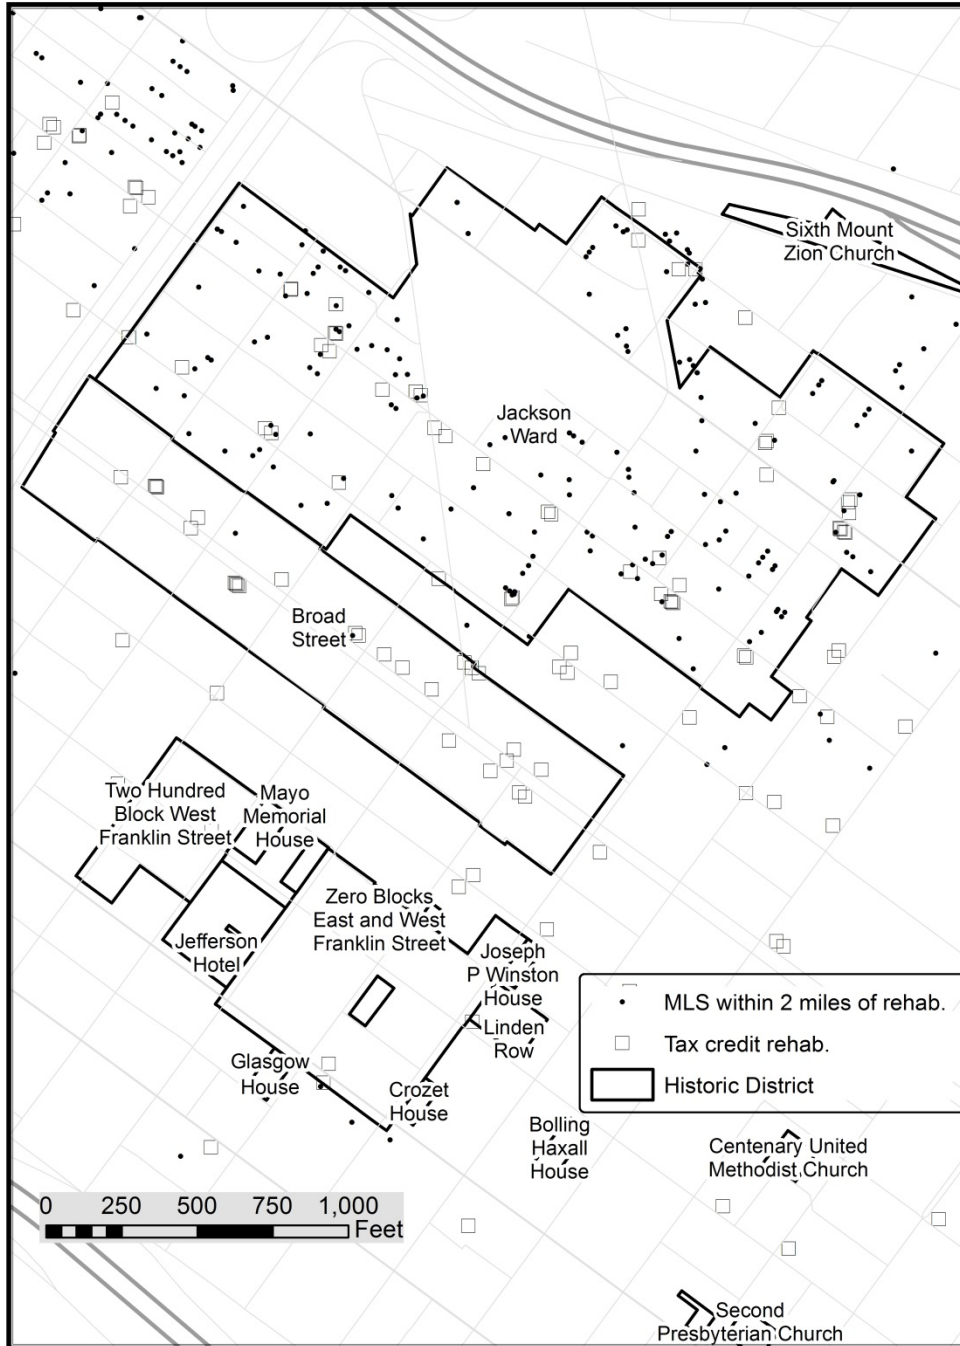 Sixth Mount
Zion Church
Jackson
Ward
Broad
Street
Two Hundred
Block West
Franklin Street
Mayo
Memorial
House
Zero Blocks
East and West
Franklin Street
Jefferson
Hotel
Joseph
P Winston
House
Linden
Row
Glasgow
House
Crozet
House
Bolling
Haxall
House
Centenary United
Methodist Church
Second
Presbyterian Church
MLS within 2 miles of rehab.
Tax credit rehab.
Historic District
0 250 500 750 1,000
Feet